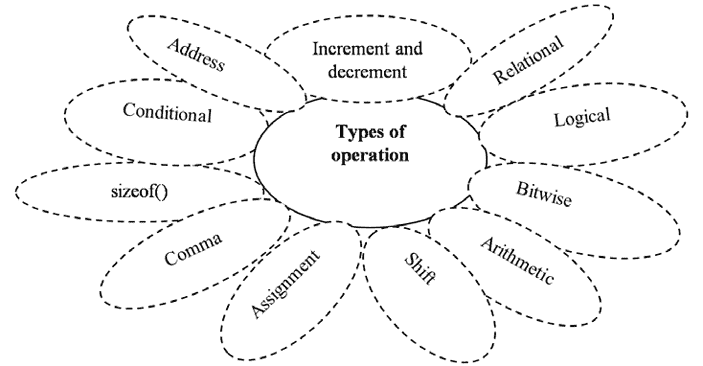 Increment and
decrement
Relational
Logical
Bitwise
Arithmetic
Shift
Assignment
Comma
sizeof()
Conditional
Address
Types of
operation